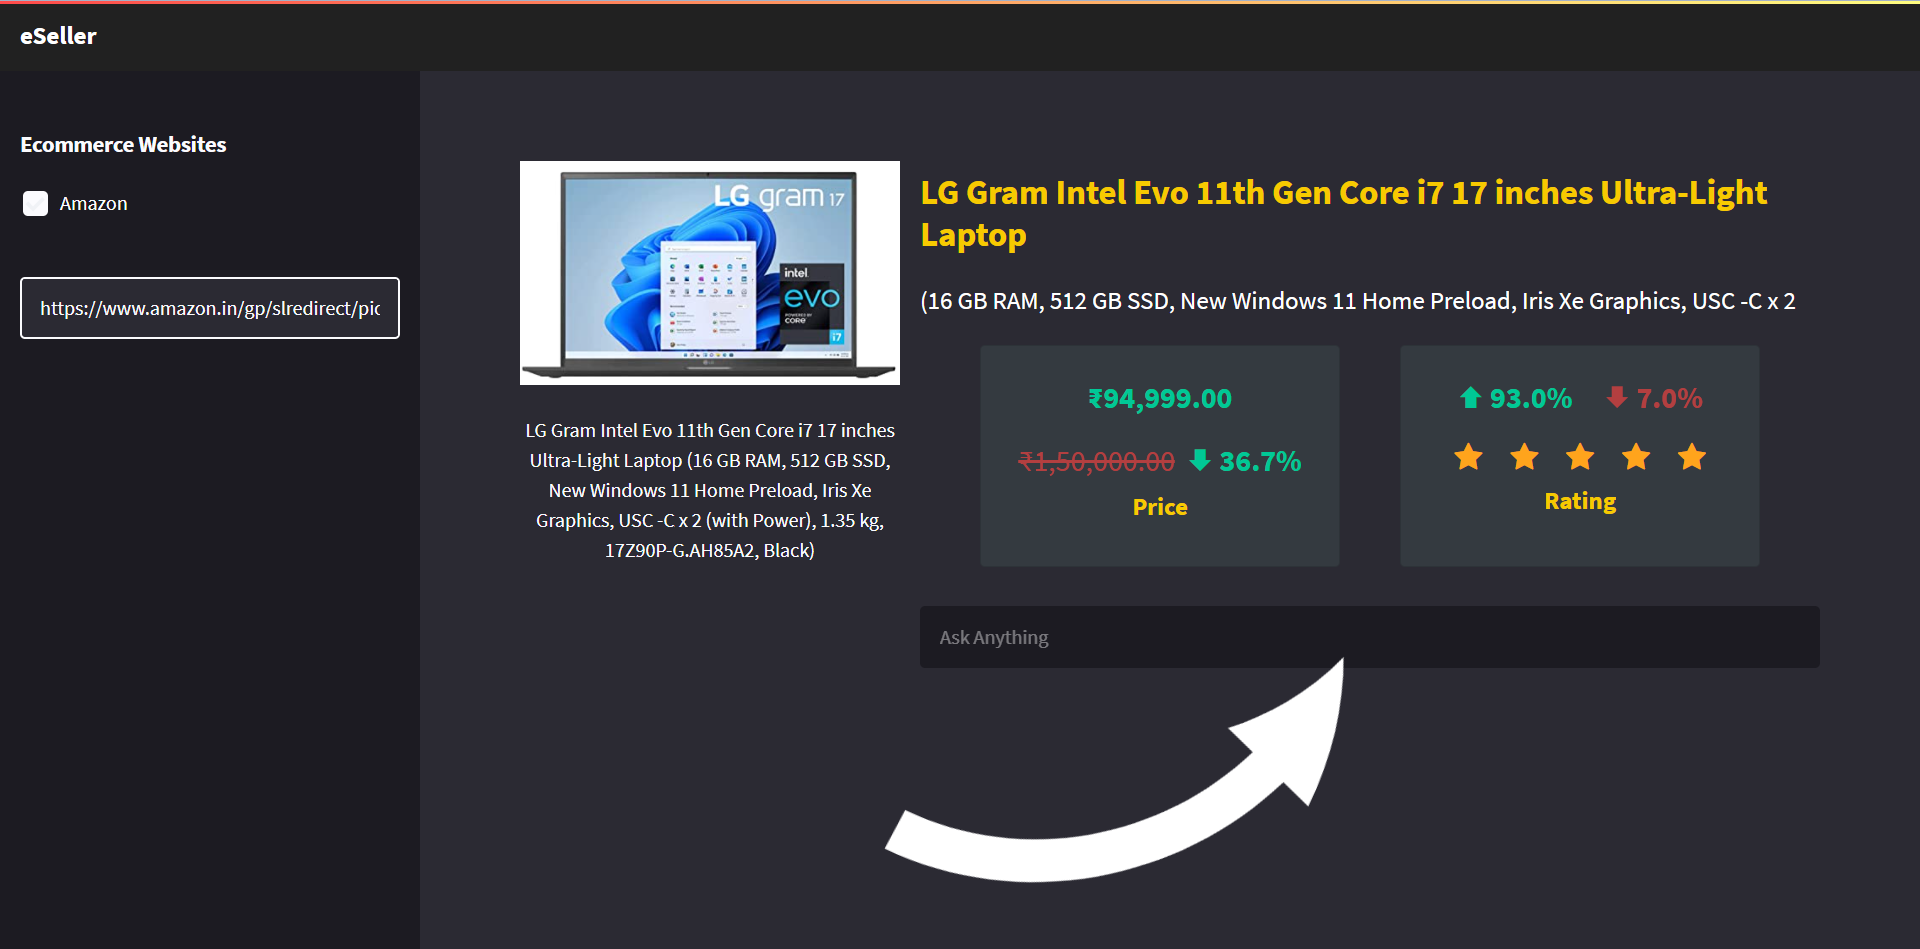 eSeller
Ecommerce Websites
Amazon
https://www.amazon.in/gp/slredirect/pic
LG gram 17
intel
evo
POWERED BY
CORE
i7
LG Gram Intel Evo 11th Gen Core i7 17 inches
Ultra-Light Laptop (16 GB RAM, 512 GB SSD,
New Windows 11 Home Preload, Iris Xe
Graphics, USC -C x 2 (with Power), 1.35 kg,
17Z90P-G.AH85A2, Black)
LG Gram Intel Evo 11th Gen Core i7 17 inches Ultra-Light
Laptop
(16 GB RAM, 512 GB SSD, New Windows 11 Home Preload, Iris Xe Graphics, USC -C x 2
₹94,999.00
₹1,50,000.00 36.7%
Price
93.0% 7.0%
Rating
Ask Anything